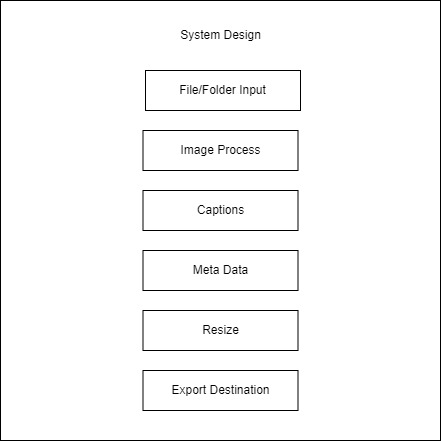 System Design
File/Folder Input
Image Process
Captions
Meta Data
Resize
Export Destination